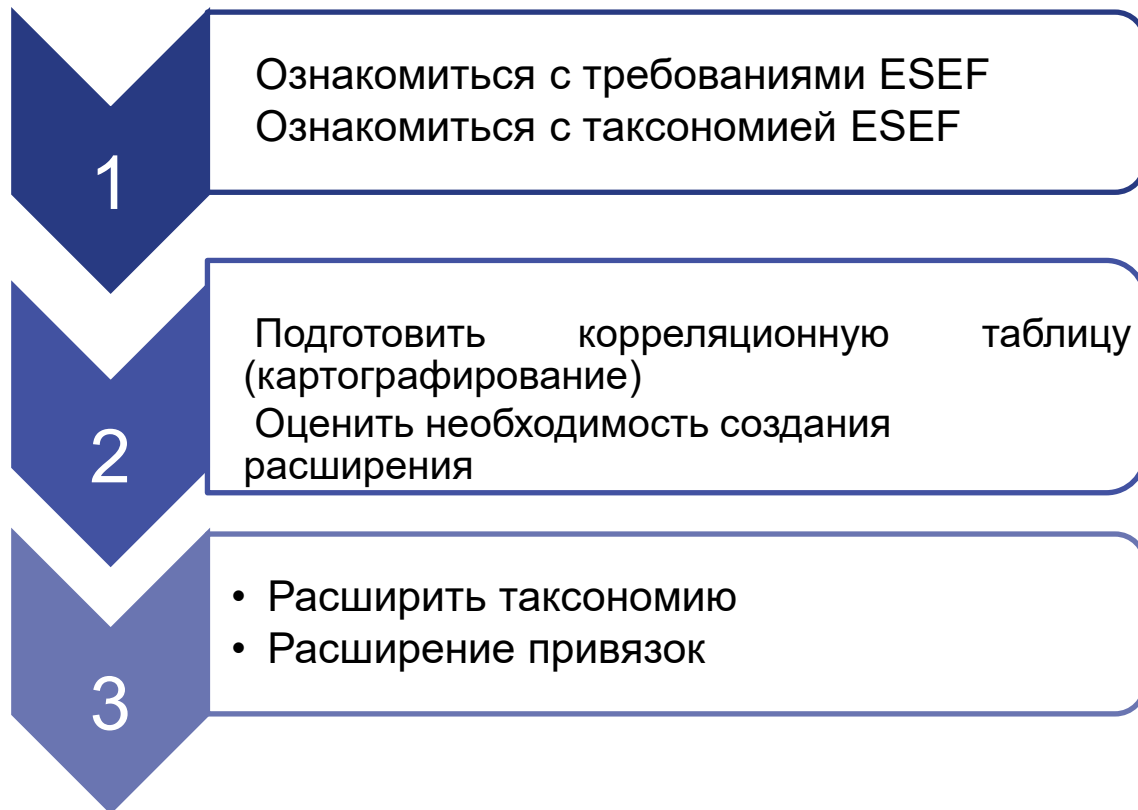 1
Ознакомиться с требованиями ESEF
Ознакомиться с таксономией ESEF
2
Подготовить корреляционную таблицу
(картографирование)
Оценить необходимость создания
расширения
3
• Расширить таксономию
• Расширение привязок